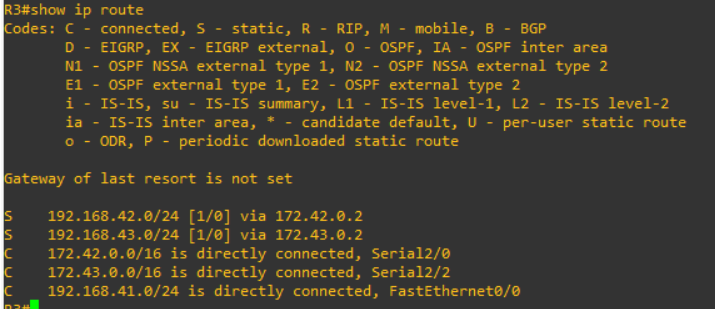 R3#show ip route
Codes: C - connected, S - static, R - RIP, M - mobile, B - BGP
D - EIGRP, EX - EIGRP external, O - OSPF, IA - OSPF inter area
N1 - OSPF NSSA external type 1, N2 - OSPF NSSA external type 2
E1 - OSPF external type 1, E2 - OSPF external type 2
i - IS-IS, su - IS-IS summary, L1 - IS-IS level-1, L2 - IS-IS level-2
ia - IS-IS inter area, * - candidate default, U - per-user static route
o - ODR, P - periodic downloaded static route
Gateway of last resort is not set
S 192.168.42.0/24 [1/0] via 172.42.0.2
S 192.168.43.0/24 [1/0] via 172.43.0.2
C 172.42.0.0/16 is directly connected, Serial2/0
C 172.43.0.0/16 is directly connected, Serial2/2
C 192.168.41.0/24 is directly connected, FastEthernet0/0
R3#